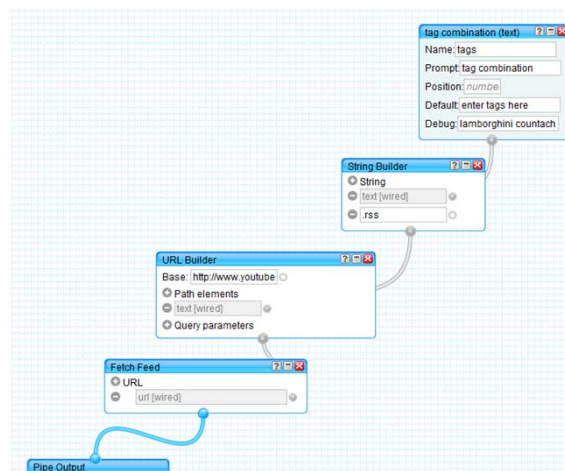 tag combination (text)
Name: tags
Prompt: tag combination
Position: numbe
Default: enter tags here
Debug: lamborghini countach
String Builder
String
text [wired]
.rss
URL Builder
Base: http://www.youtube
Path elements
text [wired]
Query parameters
Fetch Feed
URL
url [wired]
Pipe Output